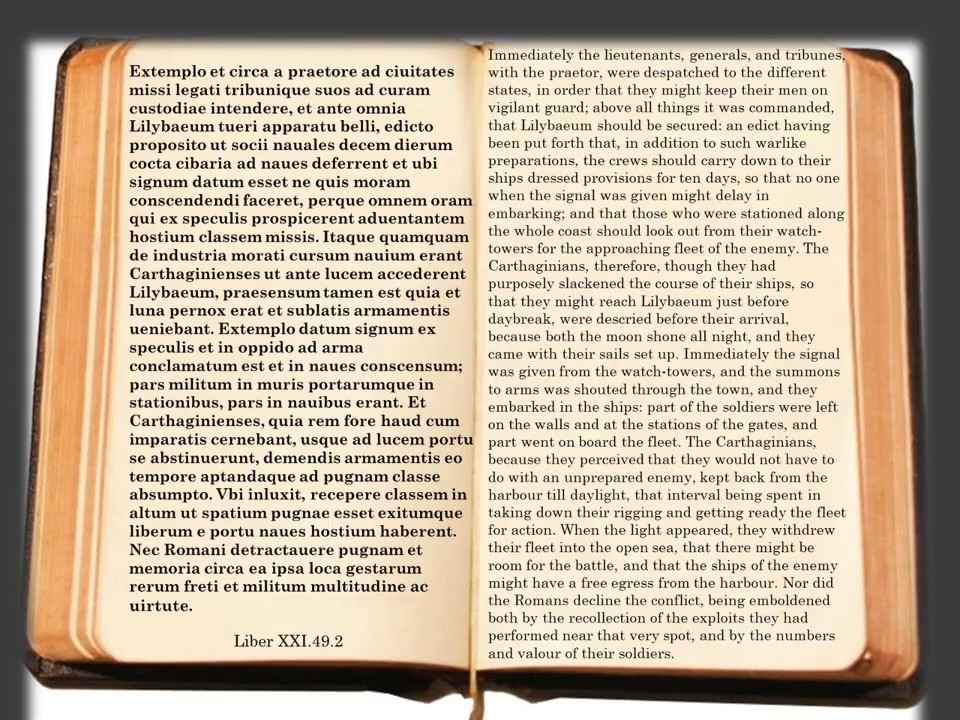 Extemplo et circa a praetore ad ciuitates
missi legati tribunique suos ad curam
custodiae intendere, et ante omnia
Lilybaeum tueri apparatu belli, edicto
proposito ut socii nauales decem dierum
cocta cibaria ad naues deferrent et ubi
signum datum esset ne quis moram
conscendendi faceret, perque omnem oram
qui ex speculis prospicerent aduentantem
hostium classem missis. Itaque quamquam
de industria morati cursum nauium erant
Carthaginienses ut ante lucem accederent
Lilybaeum, praesensum tamen est quia et
luna pernox erat et sublatis armamentis
ueniebant. Extemplo datum signum ex
speculis et in oppido ad arma
conclamatum est et in naues conscensum;
pars militum in muris portarumque in
stationibus, pars in nauibus erant. Et
Carthaginienses, quia rem fore haud cum
imparatis cernebant, usque ad lucem portu
se abstinuerunt, demendis armamentis eo
tempore aptandaque ad pugnam classe
absumpto. Vbi inluxit, recepere classem in
altum ut spatium pugnae esset exitumque
liberum e portu naues hostium haberent.
Nec Romani detractauere pugnam et
memoria circa ea ipsa loca gestarum
rerum freti et militum multitudine ac
uirtute.
Liber XXI.49.2
Immediately the lieutenants, generals, and tribunes,
with the praetor, were despatched to the different
states, in order that they might keep their men on
vigilant guard; above all things it was commanded,
that Lilybaeum should be secured: an edict having
been put forth that, in addition to such warlike
preparations, the crews should carry down to their
ships dressed provisions for ten days, so that no one
when the signal was given might delay in
embarking; and that those who were stationed along
the whole coast should look out from their watch-
towers for the approaching fleet of the enemy. The
Carthaginians, therefore, though they had
purposely slackened the course of their ships, so
that they might reach Lilybaeum just before
daybreak, were descried before their arrival,
because both the moon shone all night, and they
came with their sails set up. Immediately the signal
was given from the watch-towers, and the summons
to arms was shouted through the town, and they
embarked in the ships: part of the soldiers were left
on the walls and at the stations of the gates, and
part went on board the fleet. The Carthaginians,
because they perceived that they would not have to
do with an unprepared enemy, kept back from the
harbour till daylight, that interval being spent in
taking down their rigging and getting ready the fleet
for action. When the light appeared, they withdrew
their fleet into the open sea, that there might be
room for the battle, and that the ships of the enemy
might have a free egress from the harbour. Nor did
the Romans decline the conflict, being emboldened
both by the recollection of the exploits they had
performed near that very spot, and by the numbers
and valour of their soldiers.